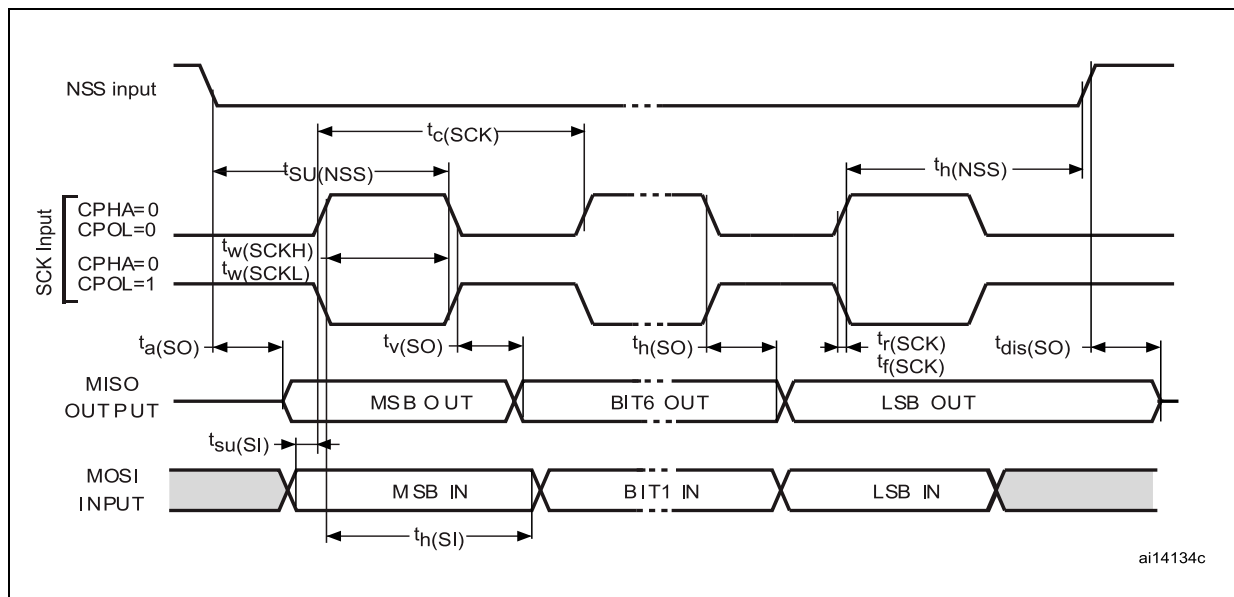 NSS input
tc(SCK)
tSU(NSS)
th(NSS)
SCK Input
CPHA=0
CPOL=0
tw(SCKH)
tw(SCKL)
CPHA=0
CPOL=1
ta(SO)
tv(SO)
th(SO)
tr(SCK)
tf(SCK)
tdis(SO)
MISO
OUTPUT
MSB OUT
BIT6 OUT
LSB OUT
tsu(SI)
MOSI
INPUT
MSB IN
BIT1 IN
LSB IN
th(SI)
ai14134c